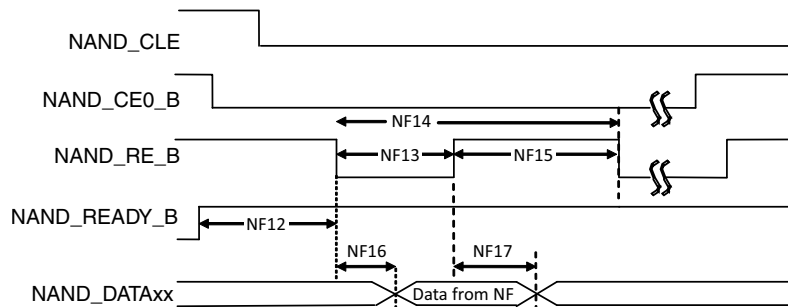 NAND_CLE
NAND_CE0_B
NF14
NAND_RE_B
NF13
NF15
NAND_READY_B
NF12
NF16
NF17
NAND_DATAxx
Data from NF